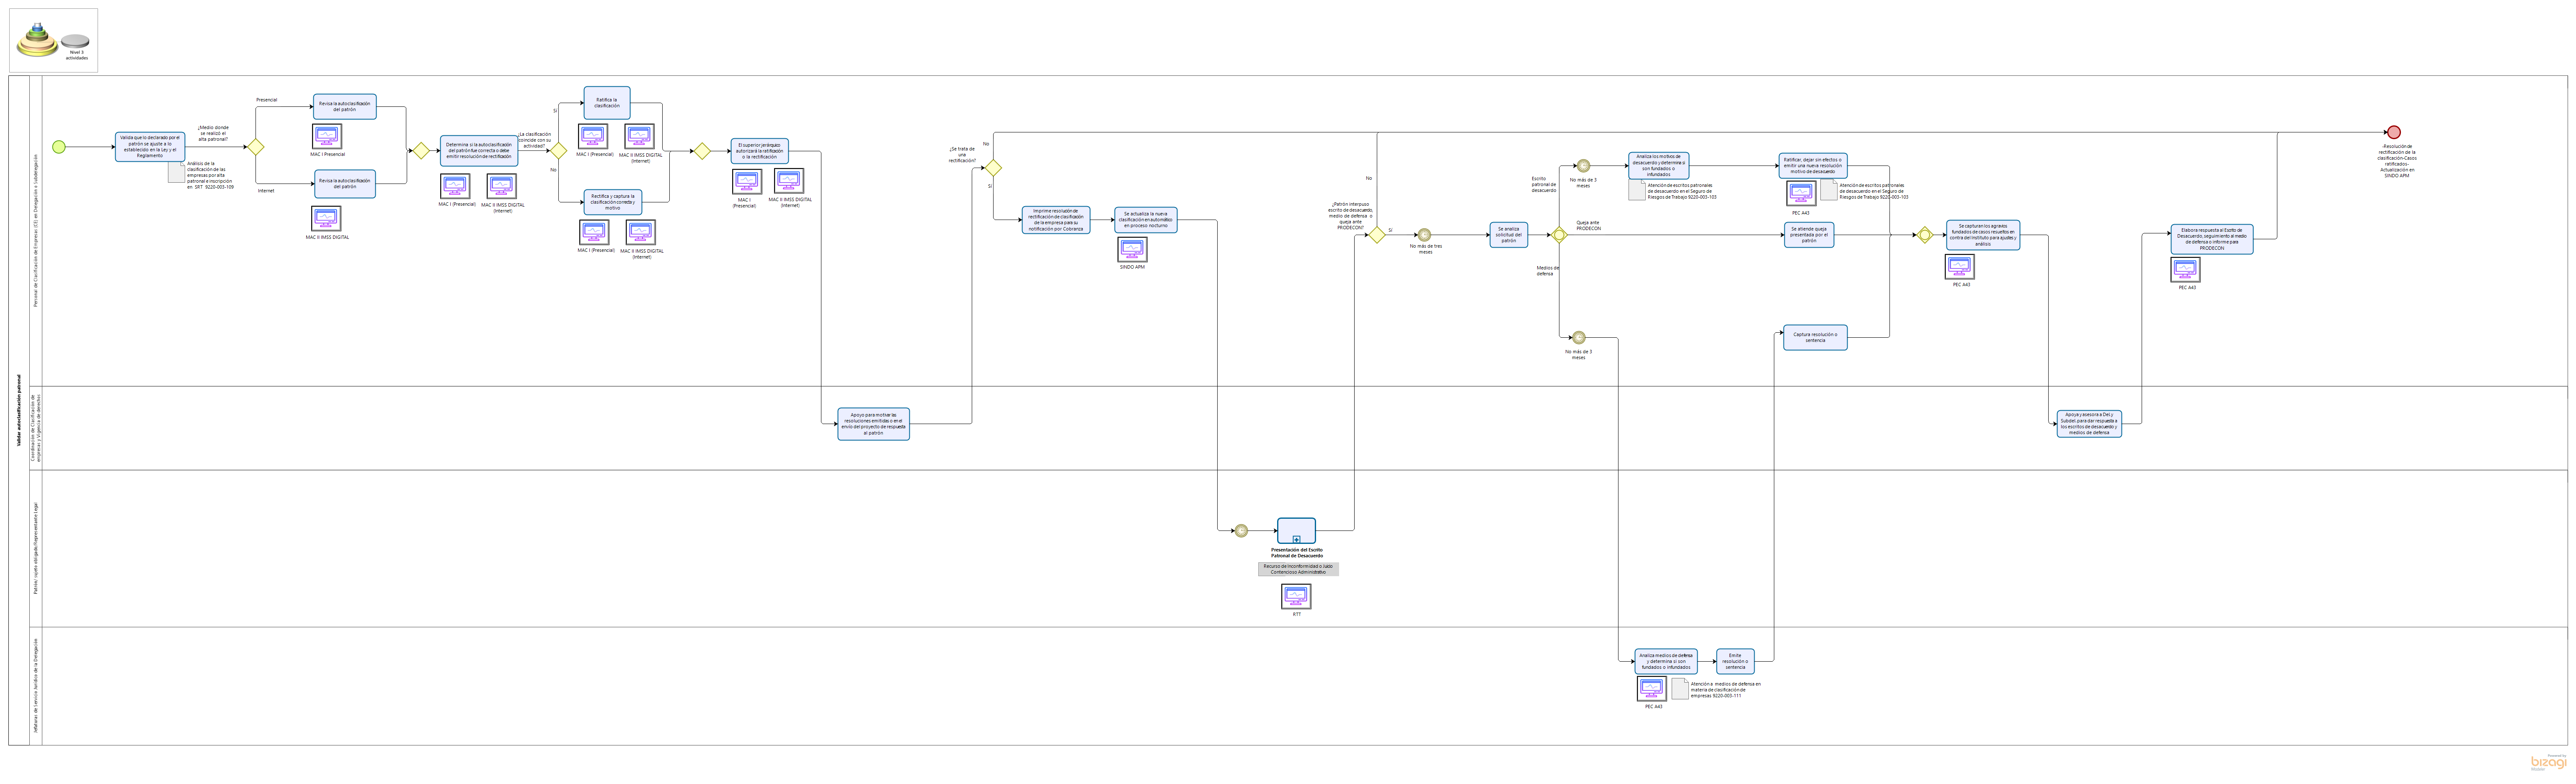 Nivel 3
actividades
Validar autoclasificación patronal
Personal de Clasificación de Empresas (CE) en Delegación o Subdelegación
Valida que lo declarado por el
patrón se ajuste a lo
establecido en la Ley y el
Reglamento
Análisis de la
clasificación de las
empresas por alta
patronal e inscripción
en SRT 9220-003-109
¿Medio donde
se realizó el
alta patronal?
Presencial
Internet
Revisa la autoclasificación
del patrón
MAC I Presencial
Revisa la autoclasificación
del patrón
MAC II IMSS DIGITAL
Determina si la autoclasificación
del patrón fue correcta o debe
emitir resolución de rectificación
MAC I (Presencial)
MAC II IMSS DIGITAL
(Internet)
¿La clasificación
coincide con su
actividad?
Sí
No
Ratifica la
clasificación
MAC I (Presencial)
MAC II IMSS DIGITAL
(Internet)
Rectifica y captura la
clasificación correcta y
motivo
MAC I (Presencial)
MAC II IMSS DIGITAL
(Internet)
El superior jerárquico
autorizará la ratificación
o la rectificación
MAC I
(Presencial)
MAC II IMSS DIGITAL
(Internet)
¿Se trata de
una
rectificación?
No
Sí
Imprime resolución de
rectificación de clasificación
de la empresa para su
notificación por Cobranza
Se actualiza la nueva
clasificación en automático
en proceso nocturno
SINDO APM
¿Patrón interpuso
escrito de desacuerdo,
medio de defensa o
queja ante
PRODECON?
No
Sí
No más de tres
meses
Se analiza
solicitud del
patrón
Escrito
patronal de
desacuerdo
Queja ante
PRODECON
Medios de
defensa
No más de 3
meses
Analiza los motivos de
desacuerdo y determina si
son fundados o
infundados
Atención de escritos patronales
de desacuerdo en el Seguro de
Riesgos de Trabajo 9220-003-103
Ratificar, dejar sin efectos o
emitir una nueva resolución
motivo de desacuerdo
PEC A43
Atención de escritos patronales
de desacuerdo en el Seguro de
Riesgos de Trabajo 9220-003-103
Se atiende queja
presentada por el
patrón
No más de 3
meses
Captura resolución o
sentencia
Se capturan los agravios
fundados de casos resueltos en
contra del Instituto para ajustes y
análisis
PEC A43
Elabora respuesta al Escrito de
Desacuerdo, seguimiento al medio
de defensa o informe para
PRODECON
PEC A43
-Resolución de
rectificación de la
clasificación-Casos
ratificados-
Actualización en
SINDO APM
Coordinación de Clasificación de
empresas y Vigencia de derechos
Apoyo para motivar las
resoluciones emitidas o en el
envío del proyecto de respuesta
al patrón
Apoya y asesora a Del y
Subdel. para dar respuesta a
los escritos de desacuerdo y
medios de defensa
Patrón/ sujeto obligado/Representante Legal
Presentación del Escrito
Patronal de Desacuerdo
Recurso de Inconformidad o Juicio
Contencioso Administrativo
RTT
Jefaturas de Servicio Jurídico de la Delegación
Analiza medios de defensa
y determina si son
fundados o infundados
PEC A43
Atención a medios de defensa en
materia de clasificación de
empresas 9220-003-111
Emite
resolución o
sentencia
Powered by
bizagi
Modeler